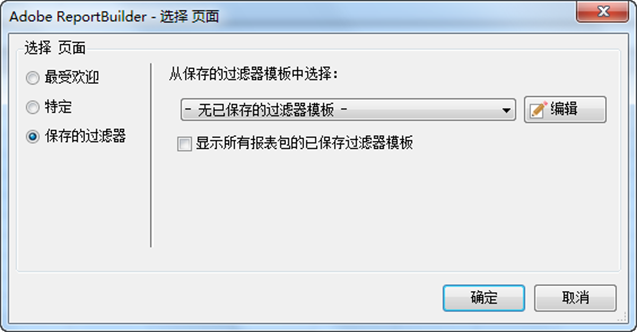 Adobe ReportBuilder - 选择 页面
选择 页面
最受欢迎
特定
保存的过滤器
从保存的过滤器模板中选择：
- 无已保存的过滤器模板 -
编辑
显示所有报表包的已保存过滤器模板
确定
取消